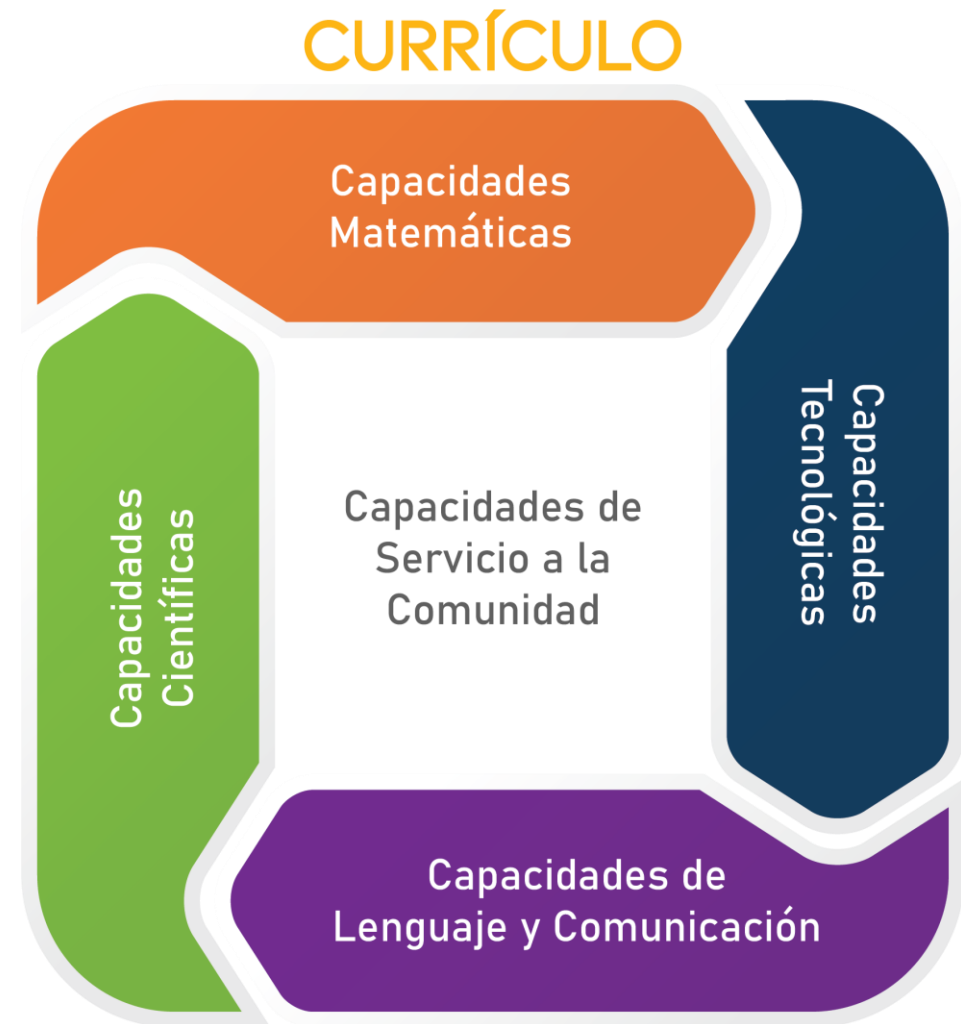 CURRÍCULO
Capacidades
Matemáticas
Capacidades
Tecnológicas
Capacidades de
Servicio a la
Comunidad
Capacidades
Científicas
Capacidades de
Lenguaje y Comunicación